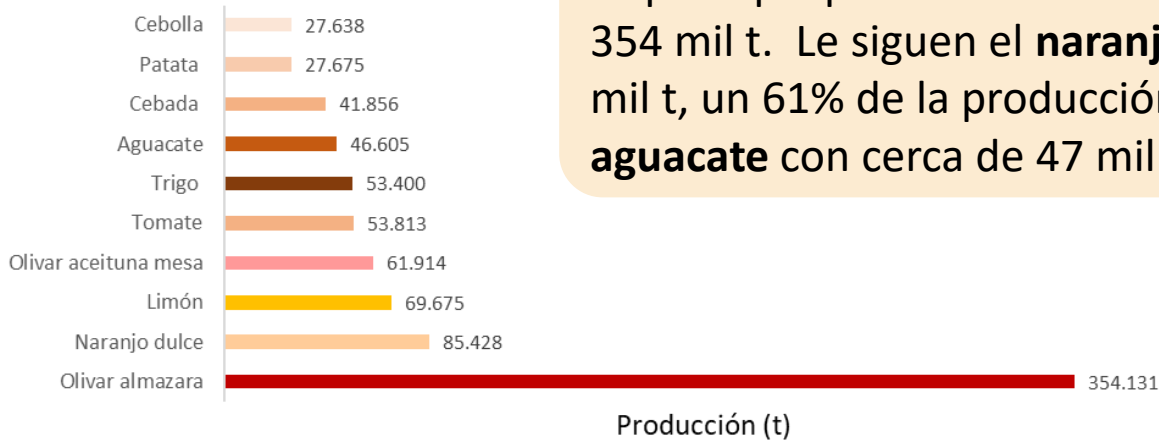 354 mil t. Le siguen el naranj
mil t, un 61% de la producción
aguacate con cerca de 47 mil
Cebolla 27.638
Patata 27.675
Cebada 41.856
Aguacate 46.605
Trigo 53.400
Tomate 53.813
Olivar aceituna mesa 61.914
Limón 69.675
Naranjo dulce 85.428
Olivar almazara 354.131
Producción (t)